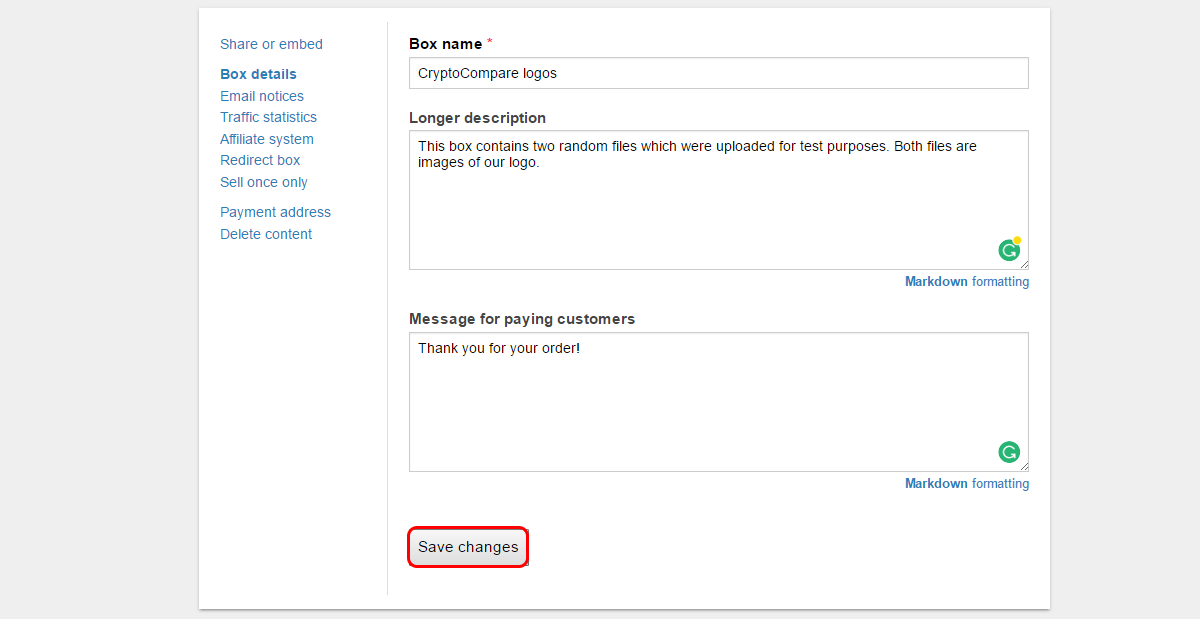 Share or embed
Box details
Email notices
Traffic statistics
Affiliate system
Redirect box
Sell once only
Payment address
Delete content
Box name *
CryptoCompare logos
Longer description
This box contains two random files which were uploaded for test purposes. Both files are
images of our logo.
Markdown formatting
Message for paying customers
Thank you for your order!
Markdown formatting
Save changes